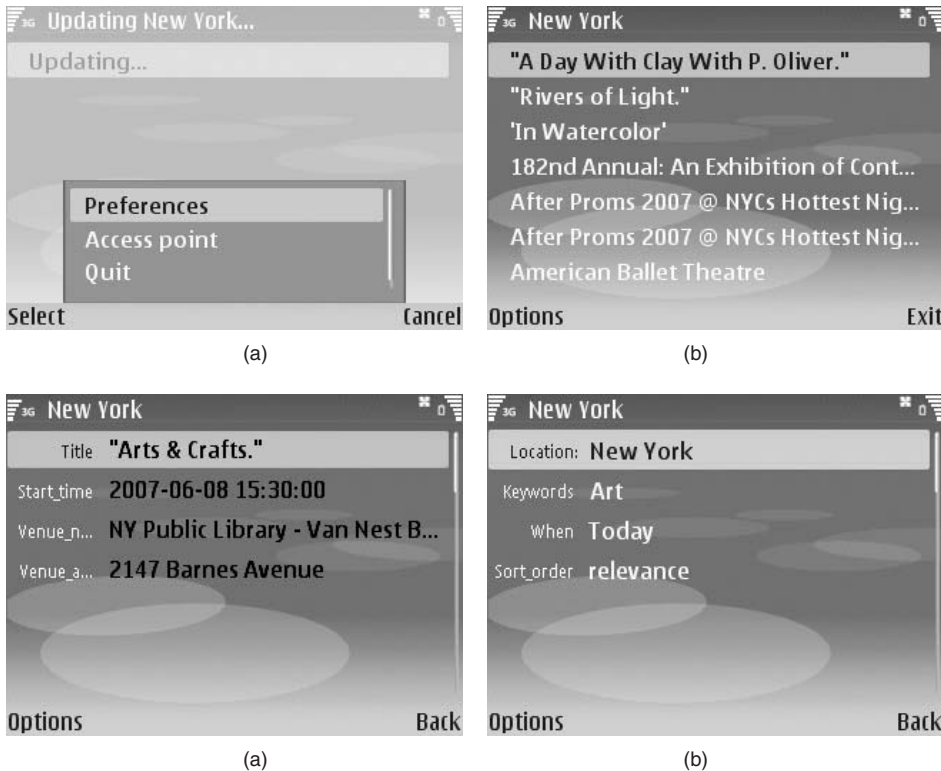 3G Updating New York...
Updating...
Preferences
Access point
Quit
Select Cancel
(a)
3G New York
"A Day With Clay With P. Oliver."
"Rivers of Light."
'In Watercolor'
182nd Annual: An Exhibition of Cont...
After Proms 2007 @ NYCs Hottest Nig...
After Proms 2007 @ NYCs Hottest Nig...
American Ballet Theatre
Options Exit
(b)
3G New York
Title "Arts & Crafts."
Start_time 2007-06-08 15:30:00
Venue_n... NY Public Library - Van Nest B...
Venue_a... 2147 Barnes Avenue
Options Back
(a)
3G New York
Location: New York
Keywords Art
When Today
Sort_order relevance
Options Back
(b)